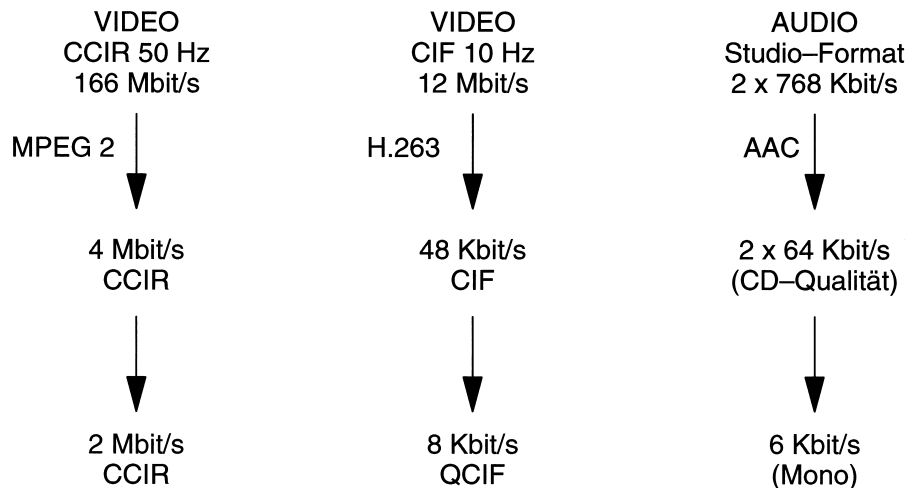 VIDEO
CCIR 50 Hz
166 Mbit/s
MPEG 2
4 Mbit/s
CCIR
2 Mbit/s
CCIR
VIDEO
CIF 10 Hz
12 Mbit/s
H.263
48 Kbit/s
CIF
8 Kbit/s
QCIF
AUDIO
Studio–Format
2 x 768 Kbit/s
AAC
2 x 64 Kbit/s
(CD–Qualität)
6 Kbit/s
(Mono)